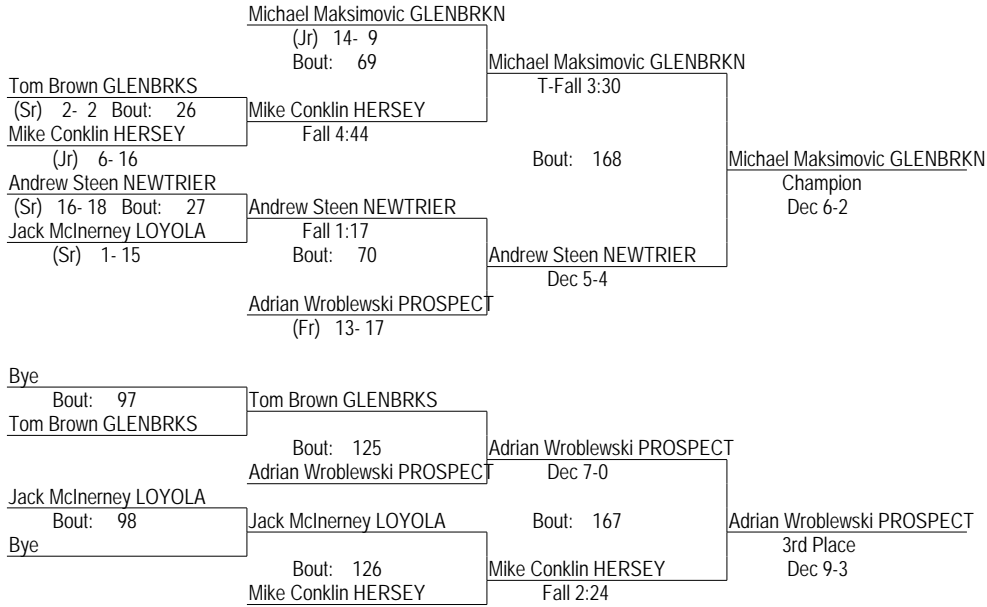 Michael Maksimovic GLENBRKN
(Jr) 14- 9
Bout: 69
Michael Maksimovic GLENBRKN
Tom Brown GLENBRKS
T-Fall 3:30
(Sr) 2- 2 Bout: 26
Mike Conklin HERSEY
Mike Conklin HERSEY
Fall 4:44
(Jr) 6- 16
Bout: 168
Michael Maksimovic GLENBRKN
Andrew Steen NEWTRIER
Champion
(Sr) 16- 18 Bout: 27
Andrew Steen NEWTRIER
Dec 6-2
Jack McInerney LOYOLA
Fall 1:17
(Sr) 1- 15
Bout: 70
Andrew Steen NEWTRIER
Dec 5-4
Adrian Wroblewski PROSPECT
(Fr) 13- 17
Bye
Bout: 97
Tom Brown GLENBRKS
Tom Brown GLENBRKS
Bout: 125
Adrian Wroblewski PROSPECT
Adrian Wroblewski PROSPECT
Dec 7-0
Jack McInerney LOYOLA
Bout: 98
Jack McInerney LOYOLA
Bout: 167
Adrian Wroblewski PROSPECT
Bye
3rd Place
Bout: 126
Mike Conklin HERSEY
Dec 9-3
Mike Conklin HERSEY
Fall 2:24